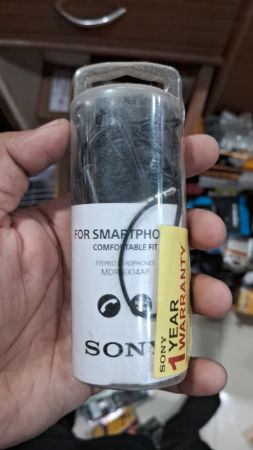 FOR SMARTPHO
COMFORTABLE FIT
STEREO HEADPHONES
MDR-EX14AP
SONY
SONY
1 YEAR
WARRANTY